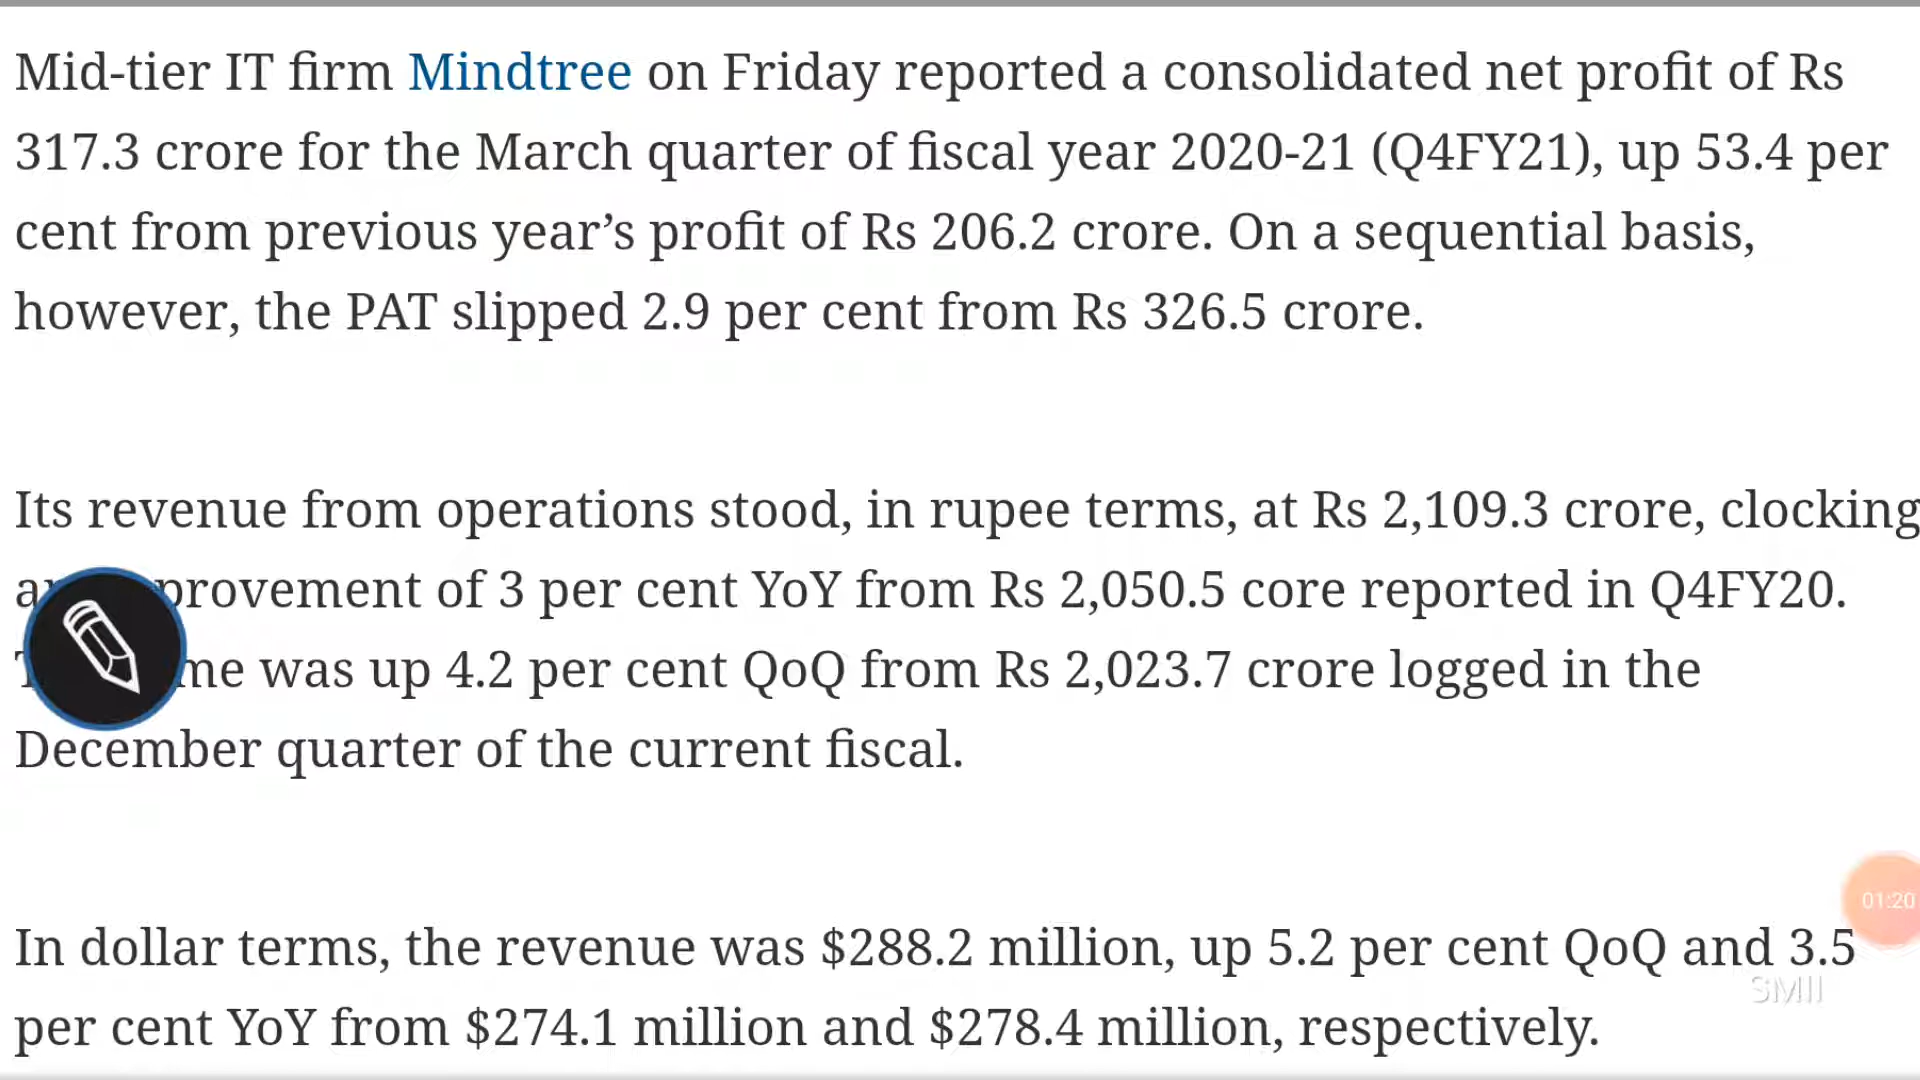 Mid-tier IT firm Mindtree on Friday reported a consolidated net profit of Rs
317.3 crore for the March quarter of fiscal year 2020-21 (Q4FY21), up 53.4 per
cent from previous year’s profit of Rs 206.2 crore. On a sequential basis,
however, the PAT slipped 2.9 per cent from Rs 326.5 crore.
Its revenue from operations stood, in rupee terms, at Rs 2,109.3 crore, clocking
provement of 3 per cent YoY from Rs 2,050.5 core reported in Q4FY20.
me was up 4.2 per cent QoQ from Rs 2,023.7 crore logged in the
December quarter of the current fiscal.
01:20
In dollar terms, the revenue was $288.2 million, up 5.2 per cent QoQ and 3.5
SMII
per cent YoY from $274.1 million and $278.4 million, respectively.